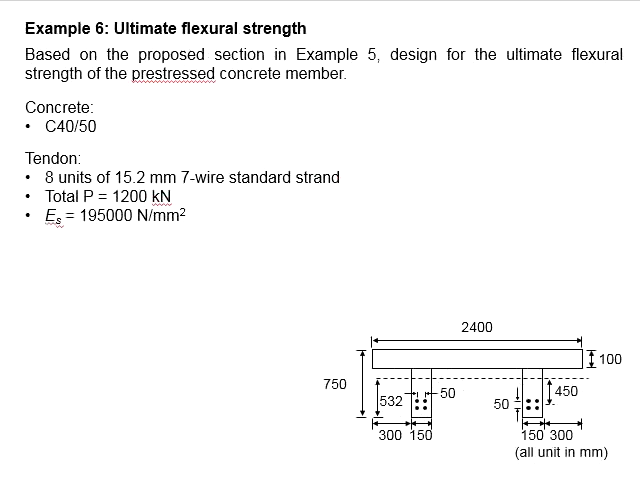 Example 6: Ultimate flexural strength
Based on the proposed section in Example 5, design for the ultimate flexural
strength of the prestressed concrete member.
Concrete:
• C40/50
Tendon:
• 8 units of 15.2 mm 7-wire standard strand
• Total P = 1200 kN
• Es = 195000 N/mm²
2400
100
750
532
50
50
450
300 150
150 300
(all unit in mm)